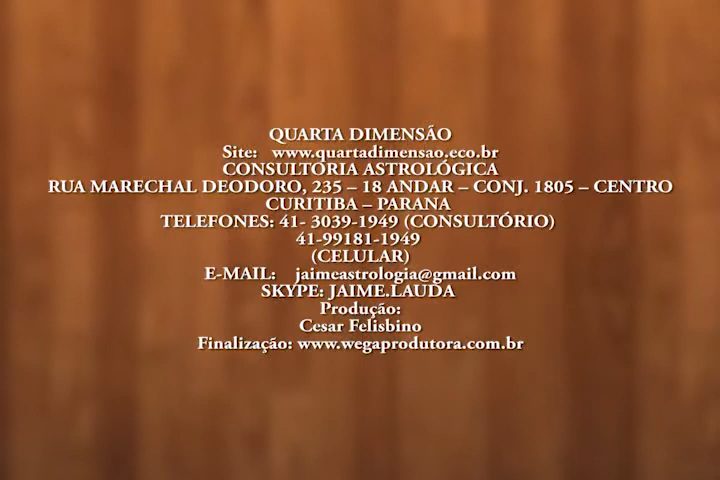 QUARTA DIMENSÃO
Site: www.quartadimensao.eco.br
CONSULTORIA ASTROLÓGICA
RUA MARECHAL DEODORO, 235 – 18 ANDAR – CONJ. 1805 – CENTRO
CURITIBA – PARANA
TELEFONES: 41- 3039-1949 (CONSULTÓRIO)
41-99181-1949
(CELULAR)
E-MAIL: jaimeastrologia@gmail.com
SKYPE: JAIME.LAUDA
Produção:
Cesar Felisbino
Finalização: www.wegaprodutora.com.br